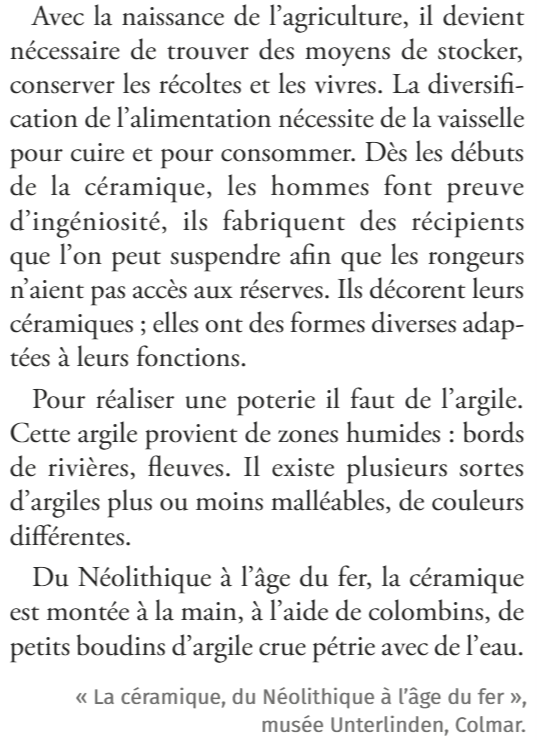 Avec la naissance de l’agriculture, il devient
nécessaire de trouver des moyens de stocker,
conserver les récoltes et les vivres. La diversifi-
cation de l’alimentation nécessite de la vaisselle
pour cuire et pour consommer. Dès les débuts
de la céramique, les hommes font preuve
d’ingéniosité, ils fabriquent des récipients
que l’on peut suspendre afin que les rongeurs
n’aient pas accès aux réserves. Ils décorent leurs
céramiques ; elles ont des formes diverses adap-
tées à leurs fonctions.
Pour réaliser une poterie il faut de l’argile.
Cette argile provient de zones humides : bords
de rivières, fleuves. Il existe plusieurs sortes
d’argiles plus ou moins malléables, de couleurs
différentes.
Du Néolithique à l’âge du fer, la céramique
est montée à la main, à l’aide de colombins, de
petits boudins d’argile crue pétrie avec de l’eau.
« La céramique, du Néolithique à l’âge du fer »,
musée Unterlinden, Colmar.